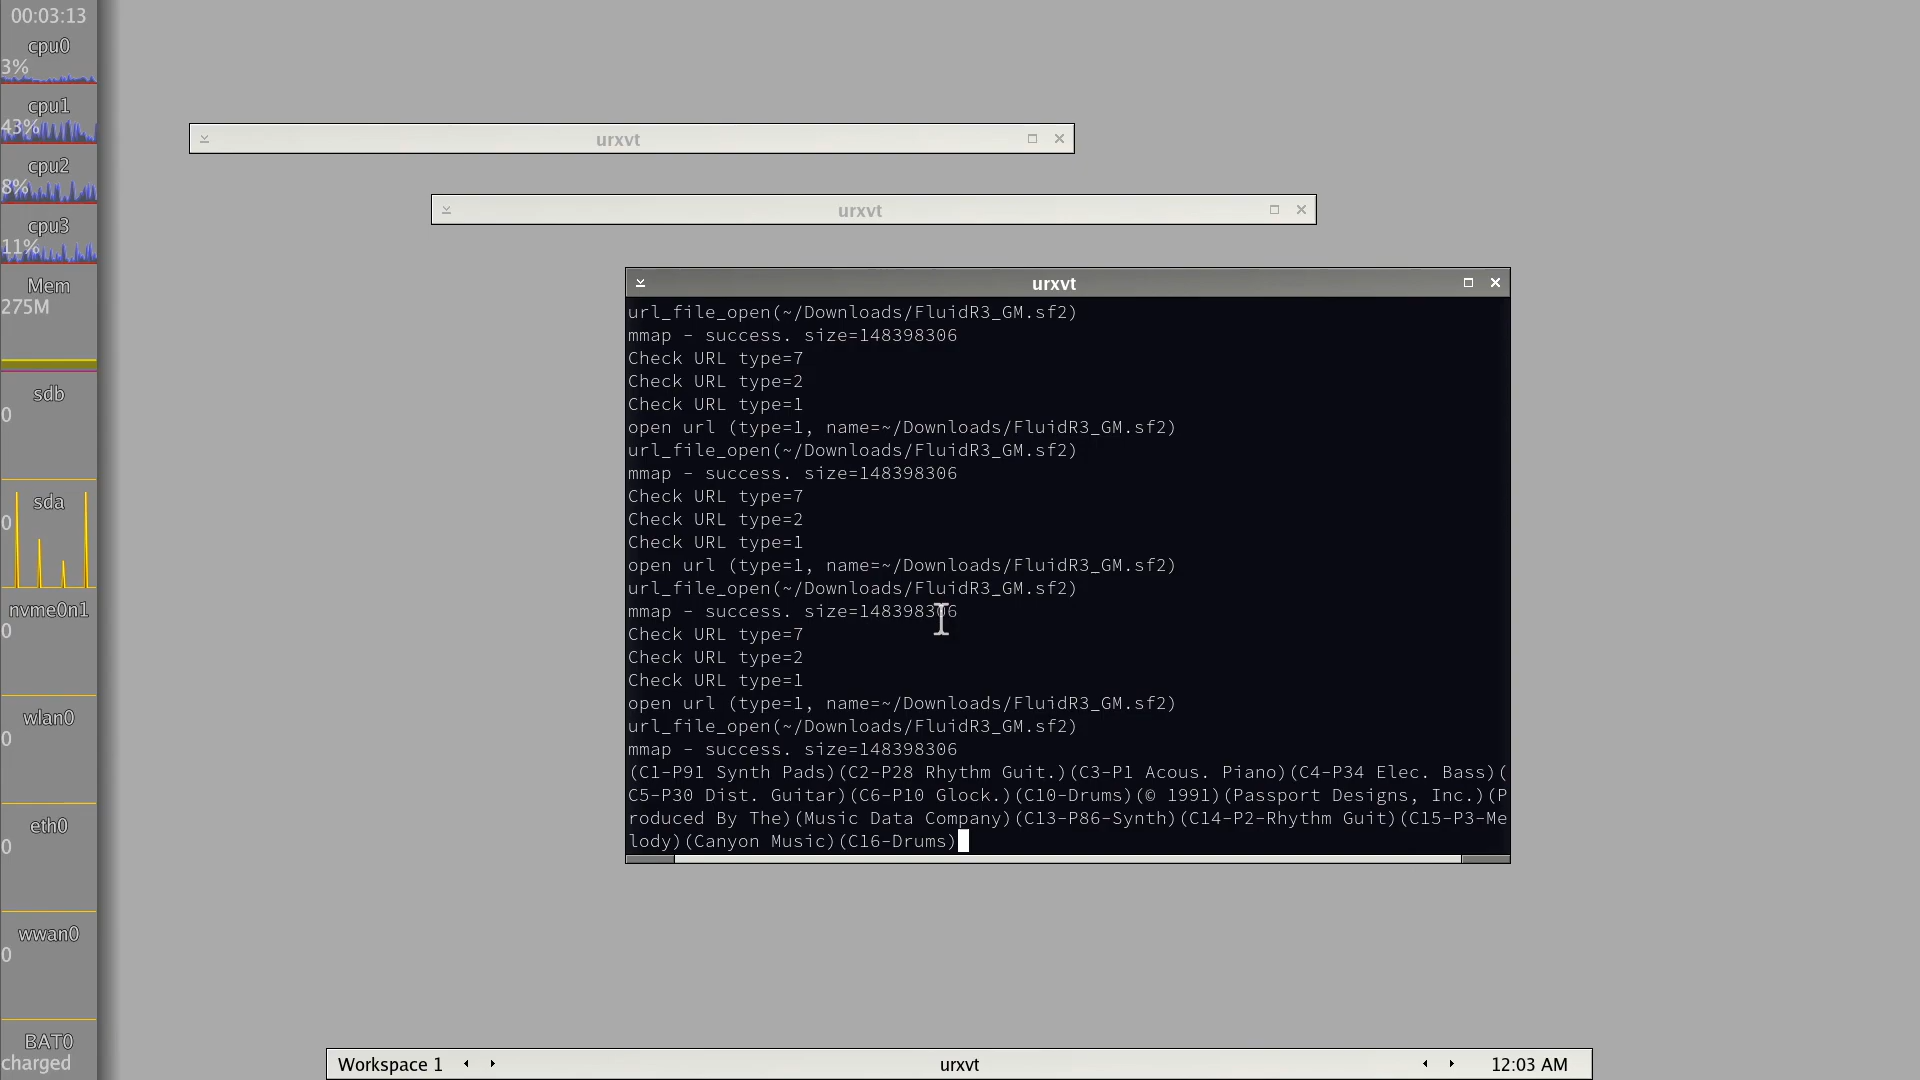 00:03:13
cpu0
3%
cpu1
43%
cpu2
8%
cpu3
11%
Mem
275M
sdb
0
sda
0
nvme0n1
0
wlan0
0
eth0
0
wwan0
0
BAT0
charged
urxvt
urxvt
urxvt
url_file_open(~/Downloads/FluidR3_GM.sf2)
mmap - success. size=148398306
Check URL type=7
Check URL type=2
Check URL type=1
open url (type=1, name=~/Downloads/FluidR3_GM.sf2)
url_file_open(~/Downloads/FluidR3_GM.sf2)
mmap - success. size=148398306
Check URL type=7
Check URL type=2
Check URL type=1
open url (type=1, name=~/Downloads/FluidR3_GM.sf2)
url_file_open(~/Downloads/FluidR3_GM.sf2)
mmap - success. size=148398306
Check URL type=7
Check URL type=2
Check URL type=1
open url (type=1, name=~/Downloads/FluidR3_GM.sf2)
url_file_open(~/Downloads/FluidR3_GM.sf2)
mmap - success. size=148398306
(C1-P91 Synth Pads)(C2-P28 Rhythm Guit.)(C3-P1 Acous. Piano)(C4-P34 Elec. Bass)(
C5-P30 Dist. Guitar)(C6-P10 Glock.)(C10-Drums)(© 1991)(Passport Designs, Inc.)(P
roduced By The)(Music Data Company)(C13-P86-Synth)(C14-P2-Rhythm Guit)(C15-P3-Me
lody)(Canyon Music)(C16-Drums)
Workspace 1
urxvt
12:03 AM